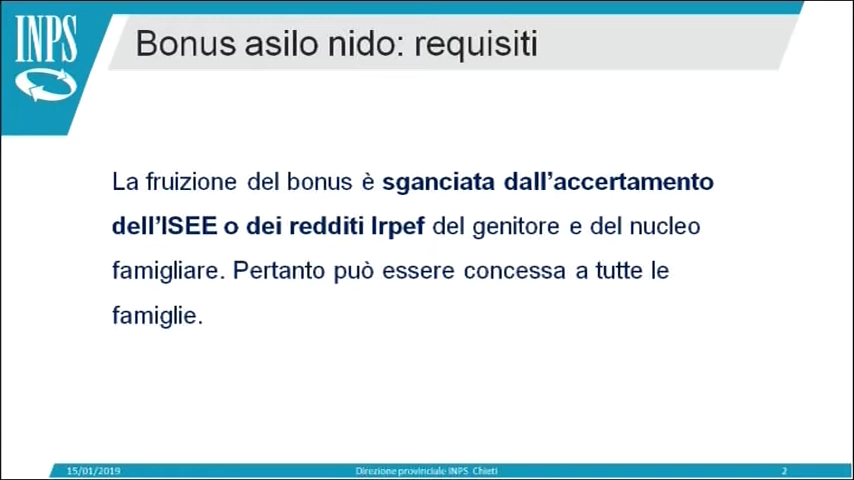 INPS
Bonus asilo nido: requisiti
La fruizione del bonus è sganciata dall’accertamento
dell’ISEE o dei redditi Irpef del genitore e del nucleo
famigliare. Pertanto può essere concessa a tutte le
famiglie.
15/01/2019
Direzione provinciale INPS Chieti
2